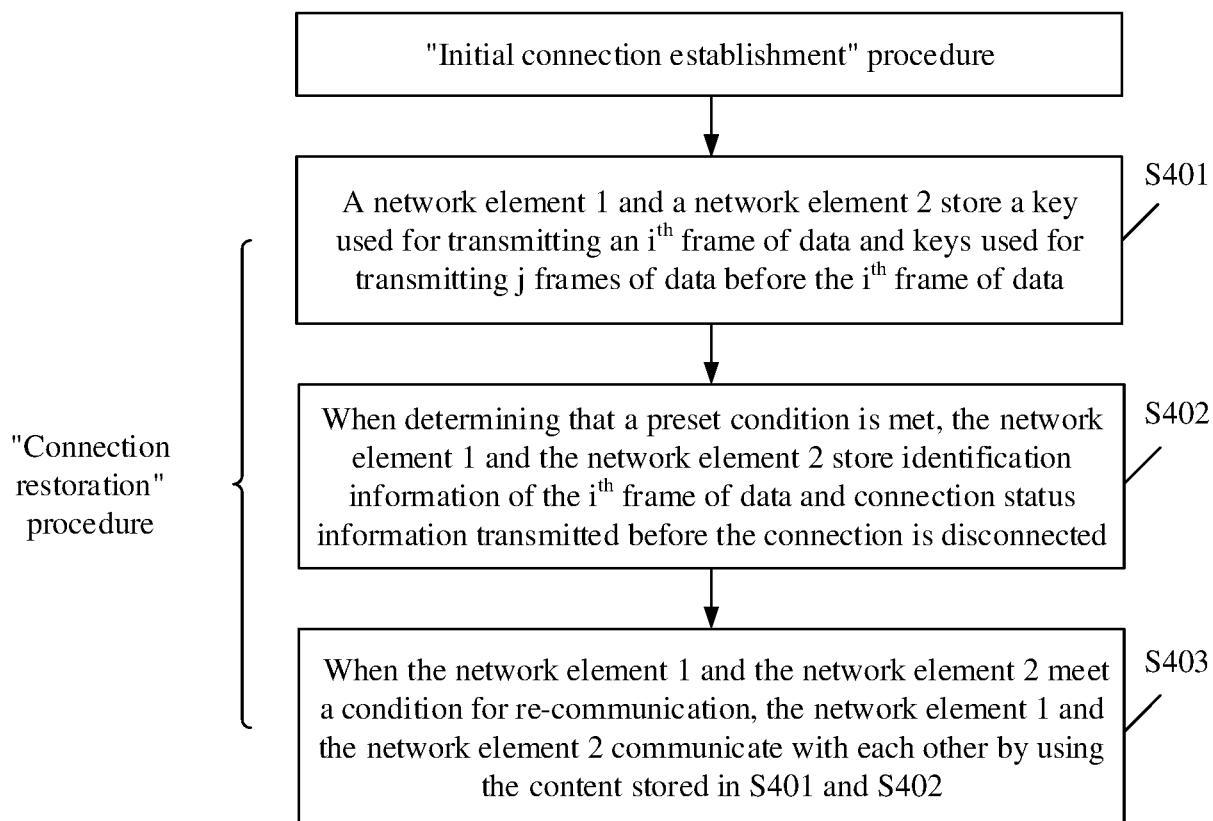 "Initial connection establishment" procedure
S401
A network element 1 and a network element 2 store a key
used for transmitting an iᵗʰ frame of data and keys used for
transmitting j frames of data before the iᵗʰ frame of data
S402
When determining that a preset condition is met, the network
element 1 and the network element 2 store identification
information of the iᵗʰ frame of data and connection status
information transmitted before the connection is disconnected
"Connection
restoration"
procedure
S403
When the network element 1 and the network element 2 meet
a condition for re-communication, the network element 1 and
the network element 2 communicate with each other by using
the content stored in S401 and S402